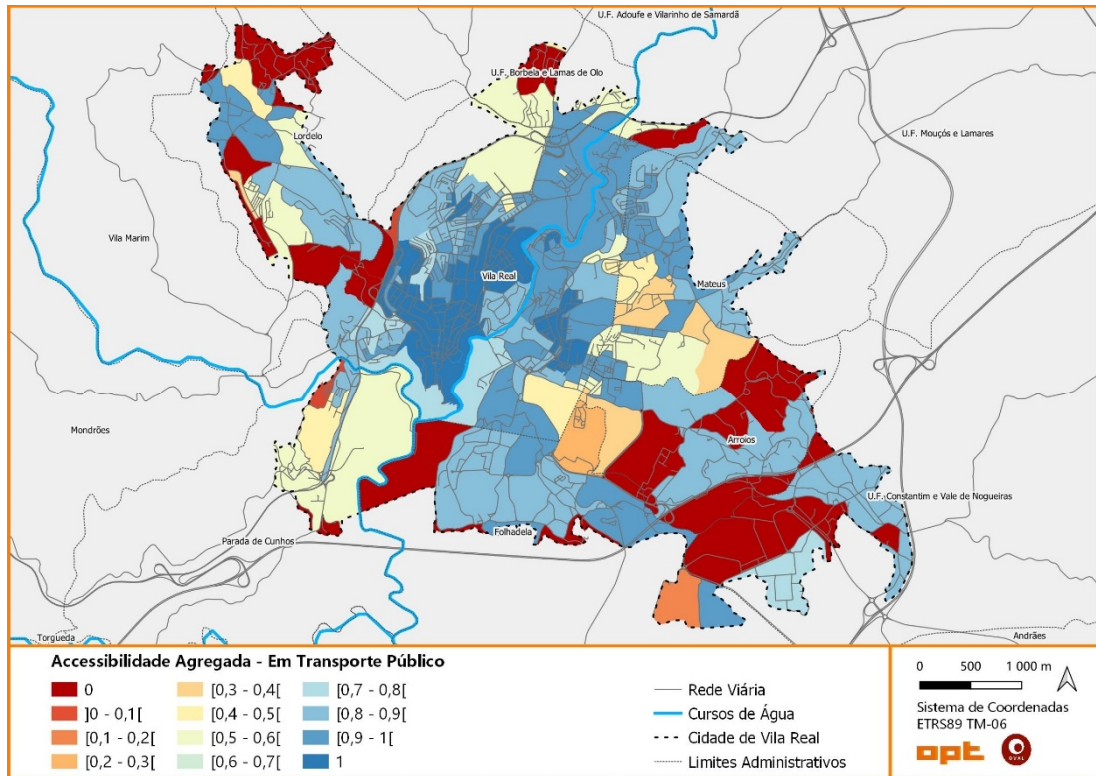 U.F. Adoufe e Vilarinho de Samardã
U.F. Borbela e Lamas de Olo
U.F. Mouçós e Lamares
Lordelo
Vila Marim
Vila Real
Mateus
Mondrões
Arroios
U.F. Constantim e Vale de Nogueiras
Folhadela
Parada de Cunhos
Torgueda
Andrães
Accessibilidade Agregada - Em Transporte Público
0
]0 - 0,1[
[0,1 - 0,2[
[0,2 - 0,3[
[0,3 - 0,4[
[0,4 - 0,5[
[0,5 - 0,6[
[0,6 - 0,7[
[0,7 - 0,8[
[0,8 - 0,9[
[0,9 - 1[
1
Rede Viária
Cursos de Água
Cidade de Vila Real
Limites Administrativos
0 500 1 000 m
Sistema de Coordenadas
ETRS89 TM-06
opt
OVAL